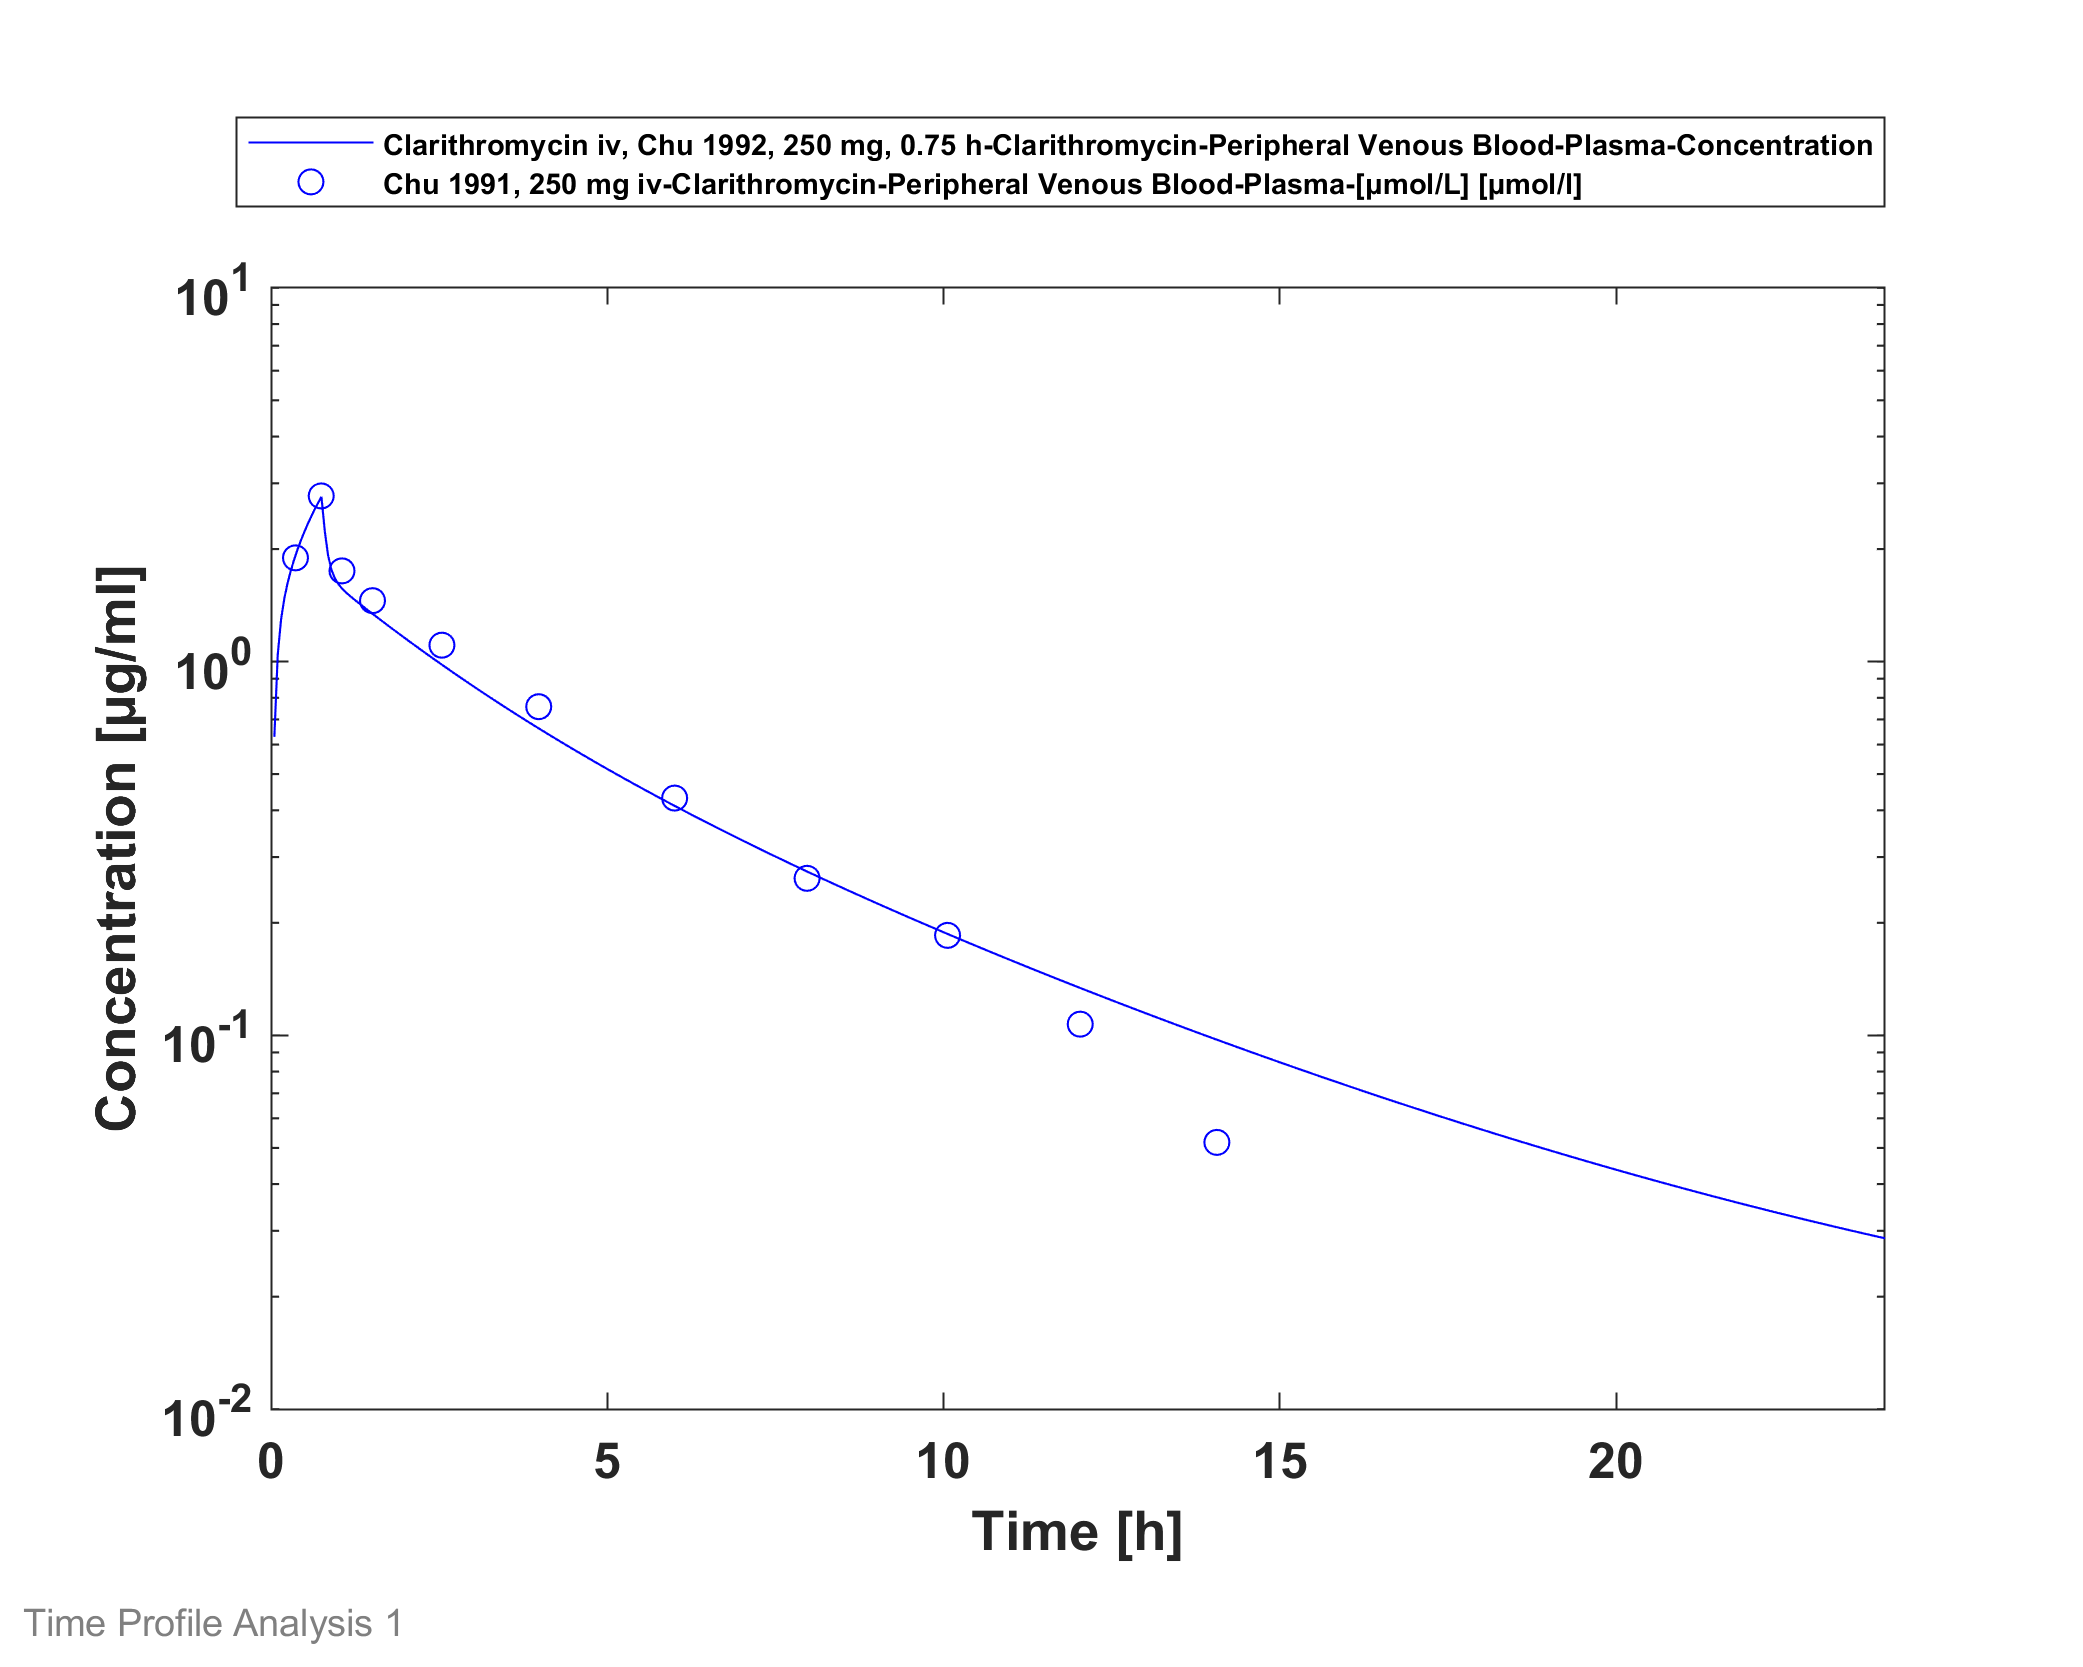 Clarithromycin iv, Chu 1992, 250 mg, 0.75 h-Clarithromycin-Peripheral Venous Blood-Plasma-Concentration
Chu 1991, 250 mg iv-Clarithromycin-Peripheral Venous Blood-Plasma-[µmol/L] [µmol/l]
10^1
10^0
10^-1
10^-2
Concentration [µg/ml]
0 5 10 15 20
Time [h]
Time Profile Analysis 1